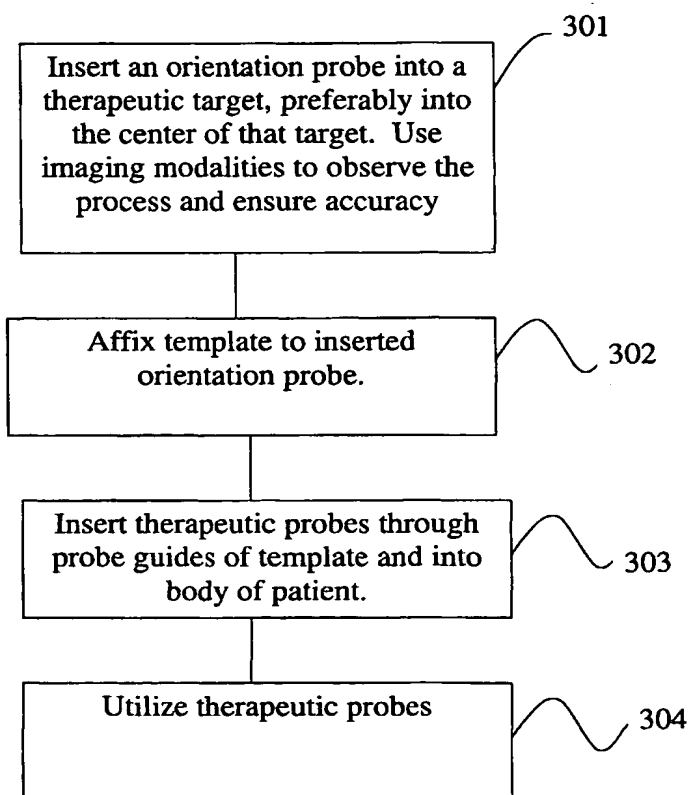 301
Insert an orientation probe into a
therapeutic target, preferably into
the center of that target. Use
imaging modalities to observe the
process and ensure accuracy
Affix template to inserted
orientation probe.
302
Insert therapeutic probes through
probe guides of template and into
body of patient.
303
Utilize therapeutic probes
304